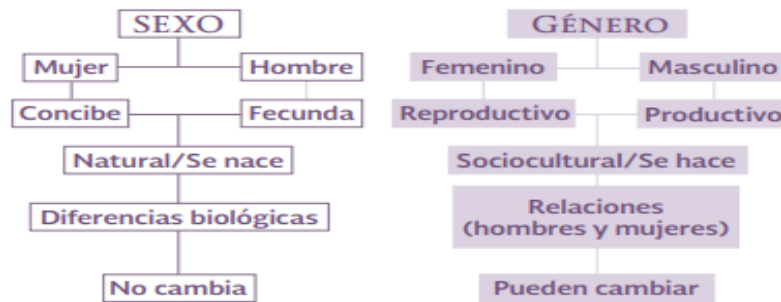 SEXO
Mujer
Hombre
Concibe
Fecunda
Natural/Se nace
Diferencias biológicas
No cambia
GÉNERO
Femenino
Masculino
Reproductivo
Productivo
Sociocultural/Se hace
Relaciones
(hombres y mujeres)
Pueden cambiar